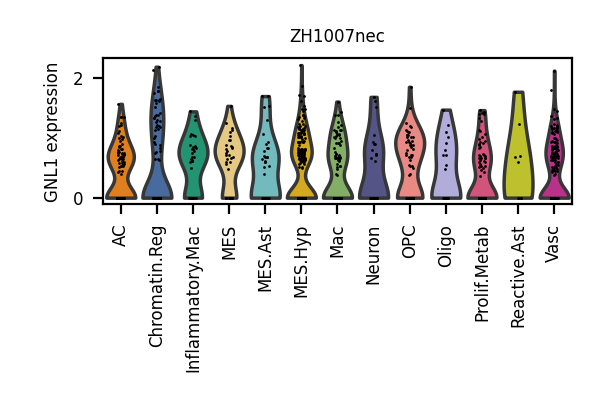 ZH1007nec
GNL1 expression
2
0
AC
Chromatin.Reg
Inflammatory.Mac
MES
MES.Ast
MES.Hyp
Mac
Neuron
OPC
Oligo
Prolif.Metab
Reactive.Ast
Vasc